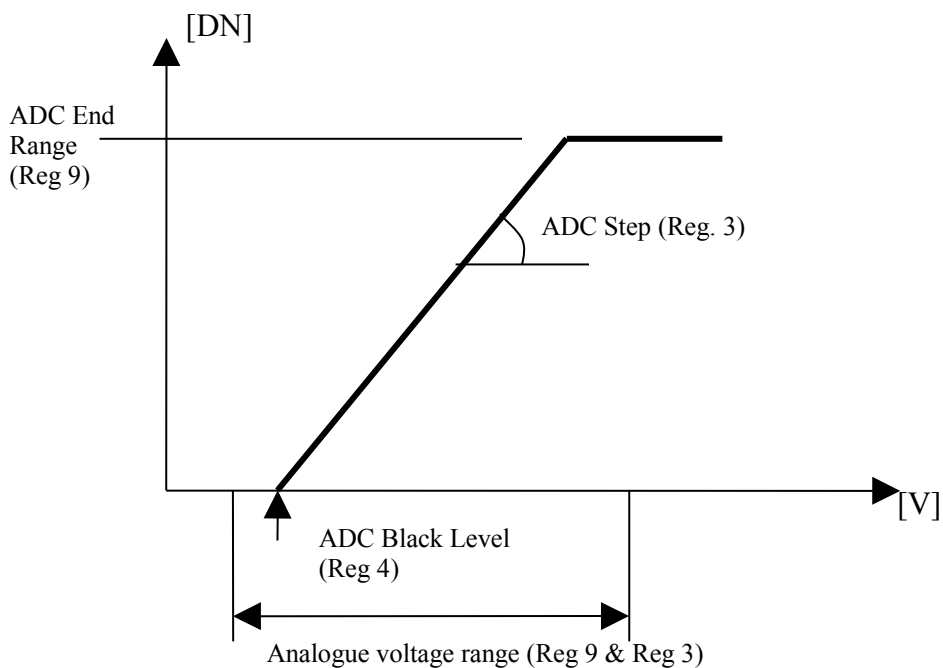 [DN]
ADC End
Range
(Reg 9)
ADC Step (Reg. 3)
[V]
ADC Black Level
(Reg 4)
Analogue voltage range (Reg 9 & Reg 3)